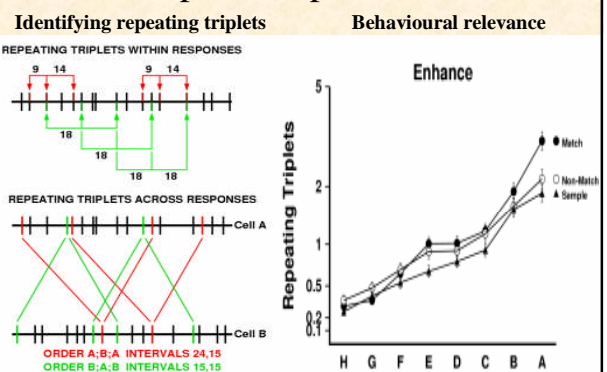 Identifying repeating triplets
Behavioural relevance
REPEATING TRIPLETS WITHIN RESPONSES
9 14 9 14
18
18
18 18
REPEATING TRIPLETS ACROSS RESPONSES
Cell A
Cell B
ORDER A;B;A INTERVALS 24,15
ORDER B;A;B INTERVALS 15,15
Enhance
Repeating Triplets
5
2
1
0.5
0.2
0.1
Match
Non-Match
Sample
H G F E D C B A